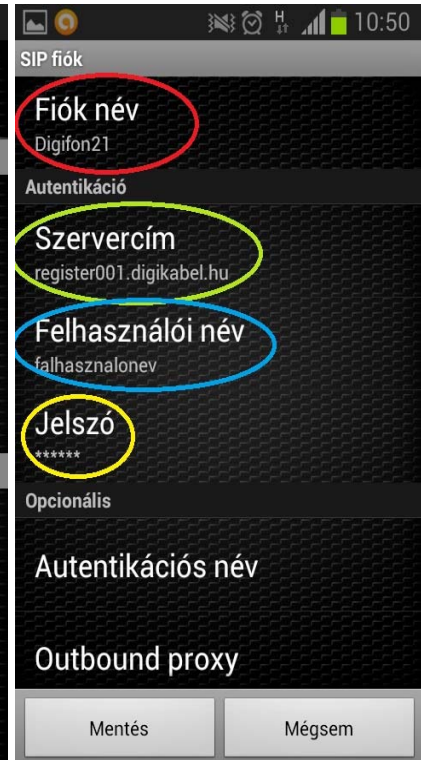 H
10:50
SIP fiók
Fiók név
Digifon21
Autentikáció
Szervercím
register001.digikabel.hu
Felhasználói név
falhasznalonev
Jelszó
******
Opcionális
Autentikációs név
Outbound proxy
Mentés
Mégsem